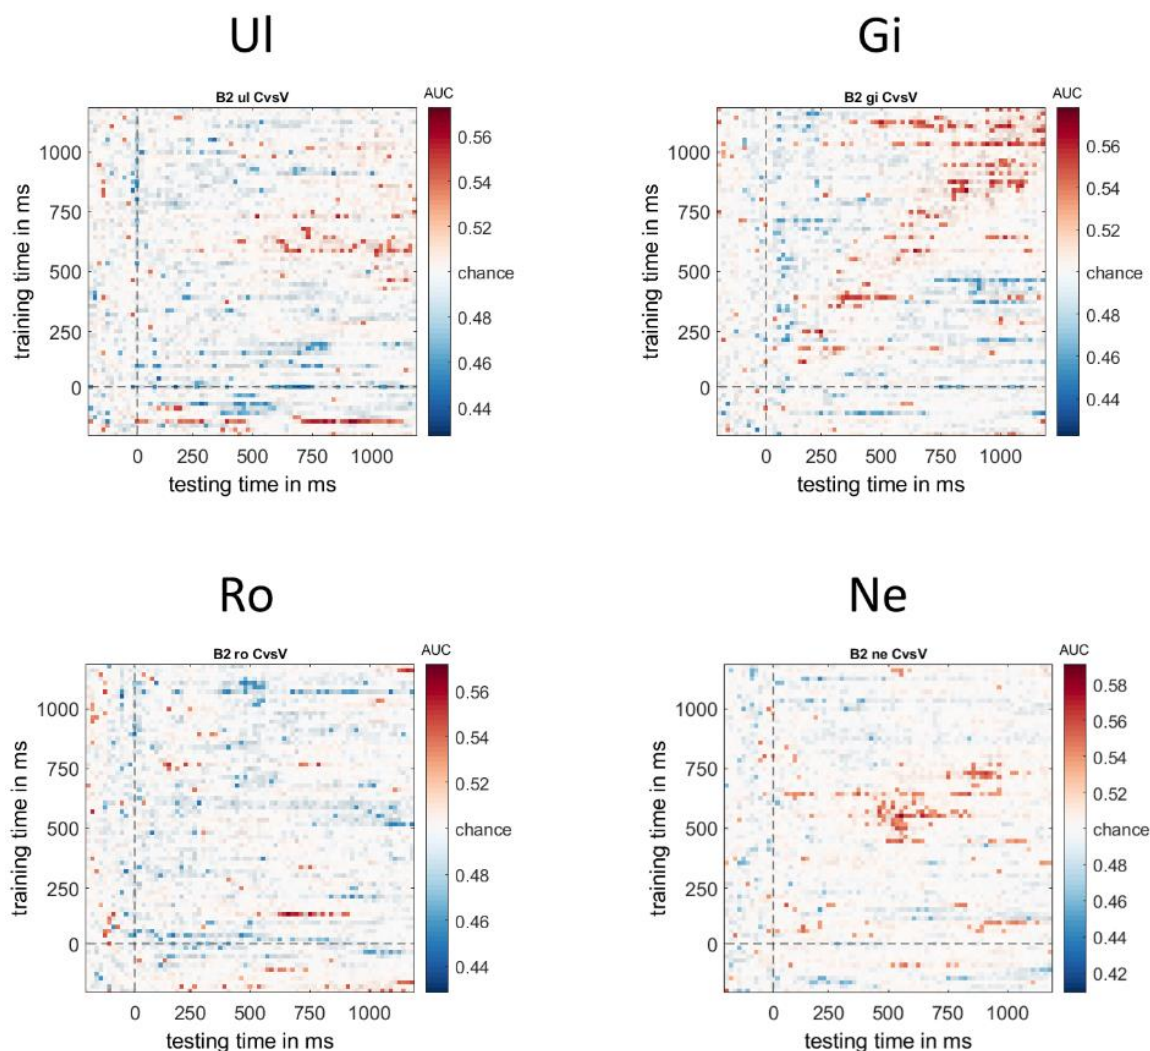 Ul
B2 ul CvsV
AUC
1000
750
500
250
0
training time in ms
0 250 500 750 1000
testing time in ms
0.56
0.54
0.52
chance
0.48
0.46
0.44
Gi
B2 gi CvsV
AUC
1000
750
500
250
0
training time in ms
0 250 500 750 1000
testing time in ms
0.56
0.54
0.52
chance
0.48
0.46
0.44
Ro
B2 ro CvsV
AUC
1000
750
500
250
0
training time in ms
0 250 500 750 1000
testing time in ms
0.56
0.54
0.52
chance
0.48
0.46
0.44
Ne
B2 ne CvsV
AUC
1000
750
500
250
0
training time in ms
0 250 500 750 1000
testing time in ms
0.58
0.56
0.54
0.52
chance
0.48
0.46
0.44
0.42